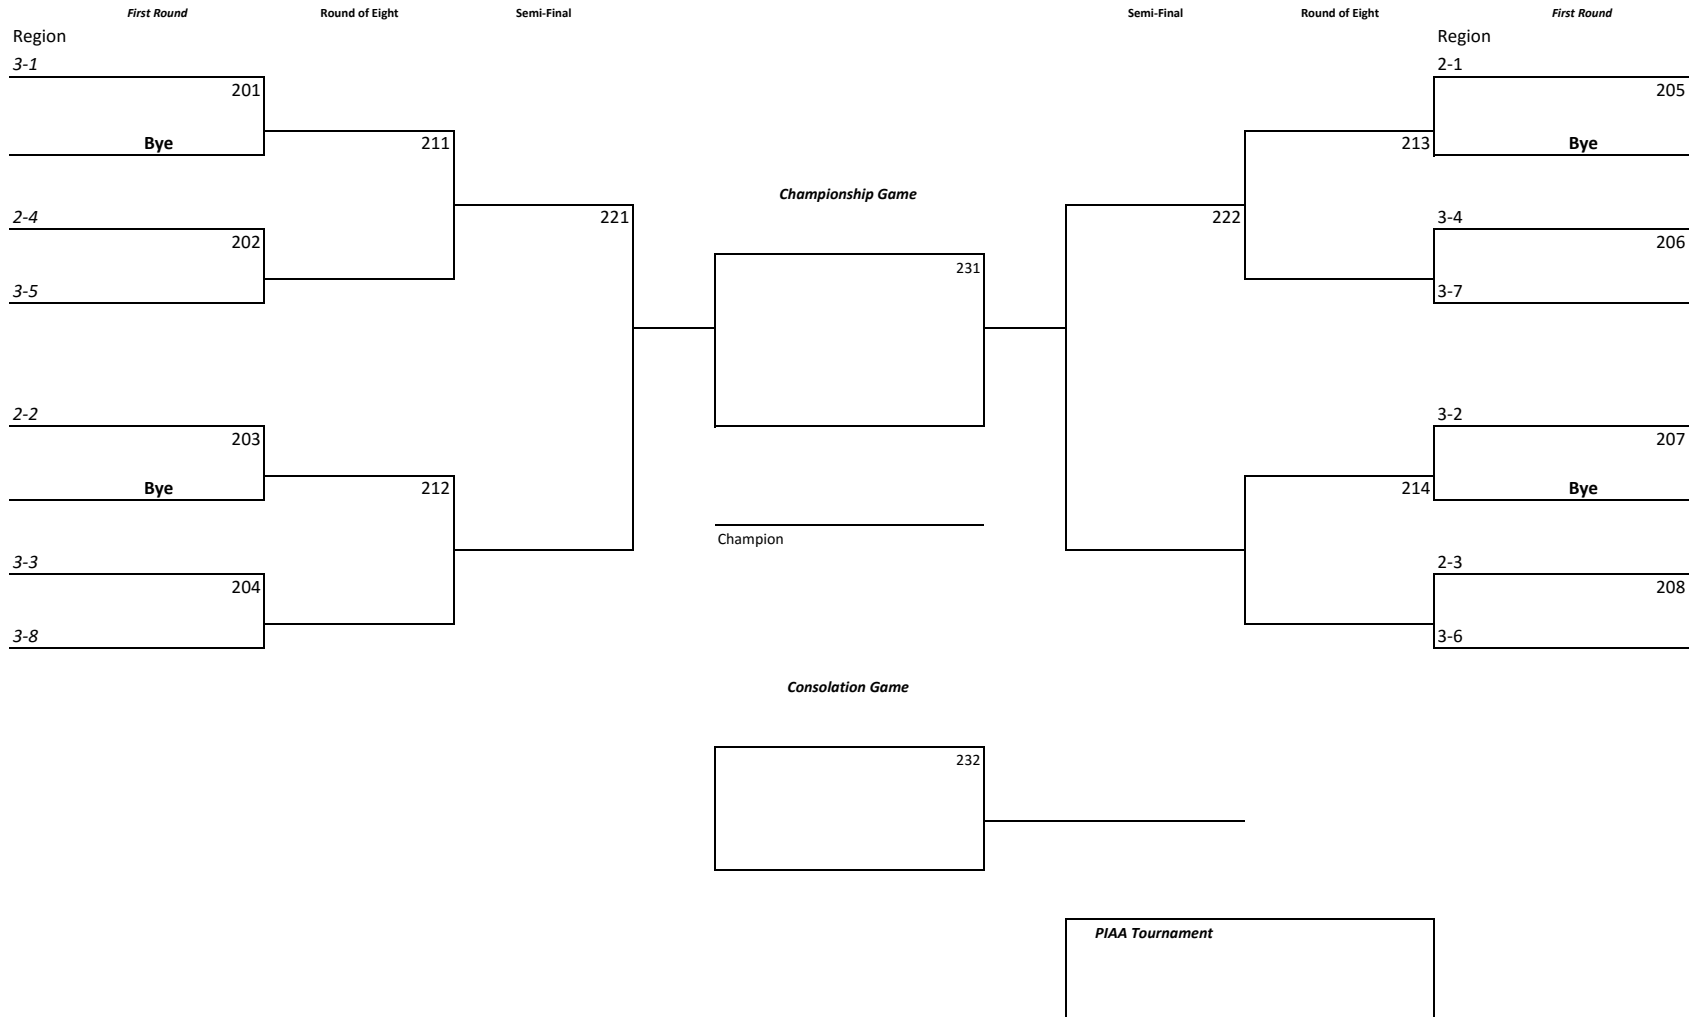 First Round Round of Eight Semi-Final Semi-Final Round of Eight First Round
Region Region
3-1 2-1
201 205
Bye 211 213 Bye
Championship Game
2-4 221 222 3-4
202 206
231
3-5 3-7
2-2 3-2
203 207
Bye 212 214 Bye
Champion
3-3 2-3
204 208
3-8 3-6
Consolation Game
232
PIAA Tournament